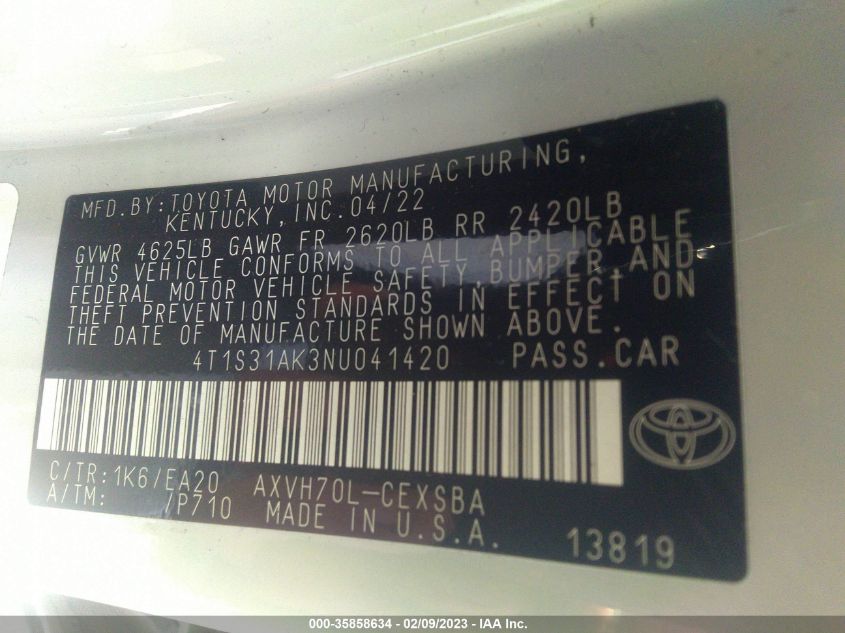 MFD.BY:TOYOTA MOTOR MANUFACTURING,
KENTUCKY,INC.04/22
GVWR 4625LB GAWR FR 2620LB RR 2420LB
THIS VEHICLE CONFORMS TO ALL APPLICABLE
FEDERAL MOTOR VEHICLE SAFETY,BUMPER,AND
THEFT PREVENTION STANDARDS IN EFFECT ON
THE DATE OF MANUFACTURE SHOWN ABOVE.
4T1S31AK3NU041420 PASS.CAR
C/TR:1K6/EA20 AXVH70L-CEXSBA
A/TM: /P710 MADE IN U.S.A.
13819
000-35858634 - 02/09/2023 - IAA Inc.